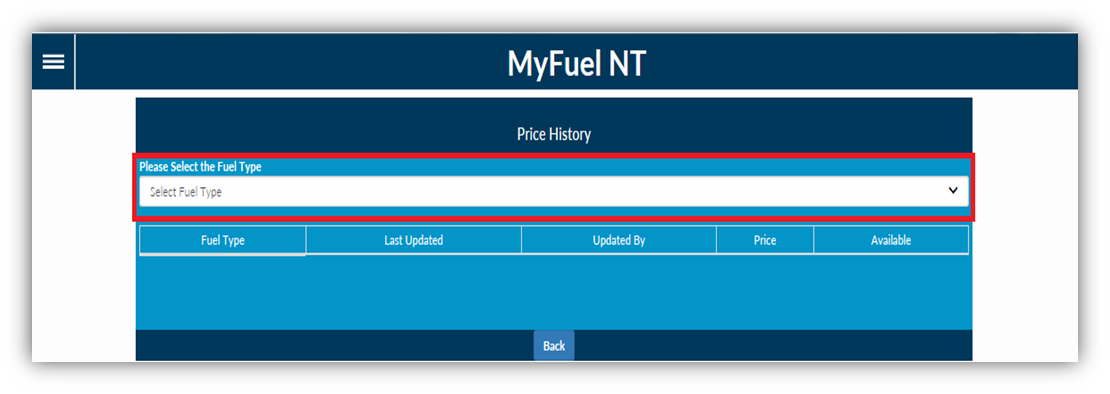 MyFuel NT
Price History
Please Select the Fuel Type
Select Fuel Type
Fuel Type Last Updated Updated By Price Available
Back